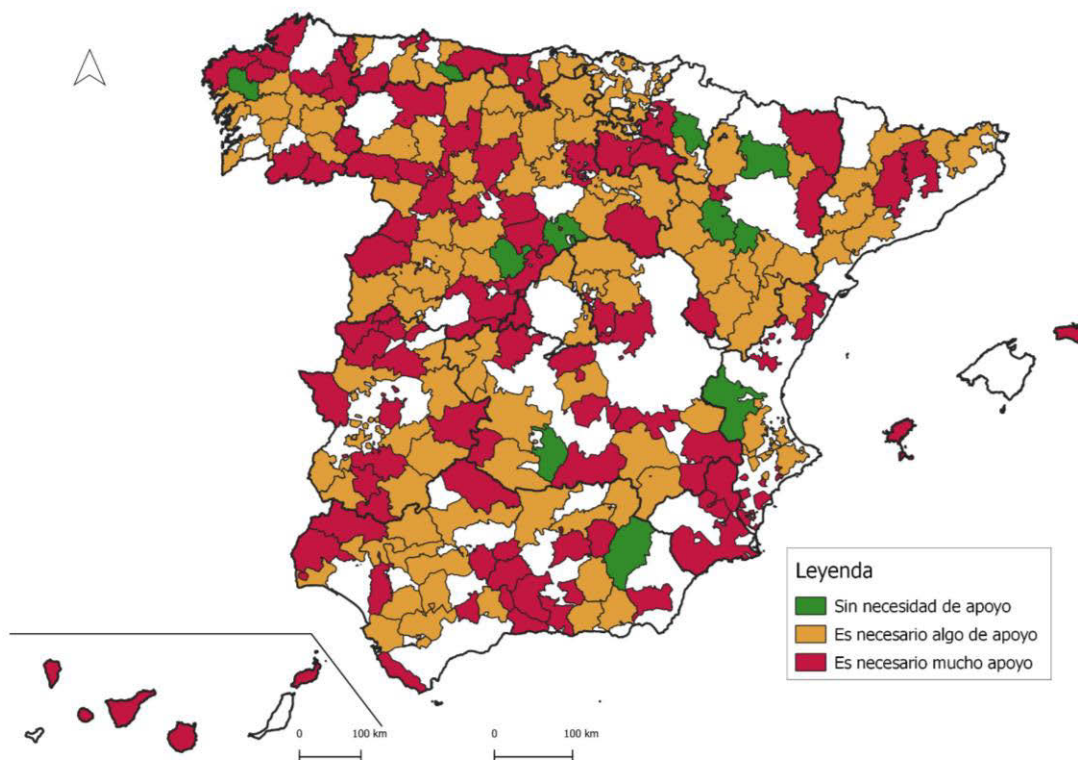 Leyenda
Sin necesidad de apoyo
Es necesario algo de apoyo
Es necesario mucho apoyo
0 100 km
0 100 km